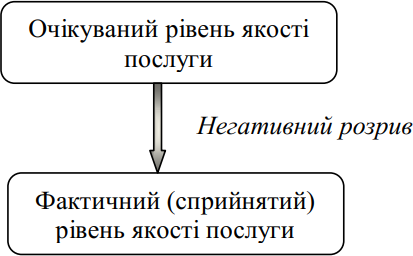 Очікуваний рівень якості
послуги
Негативний розрив
Фактичний (сприйнятий)
рівень якості послуги